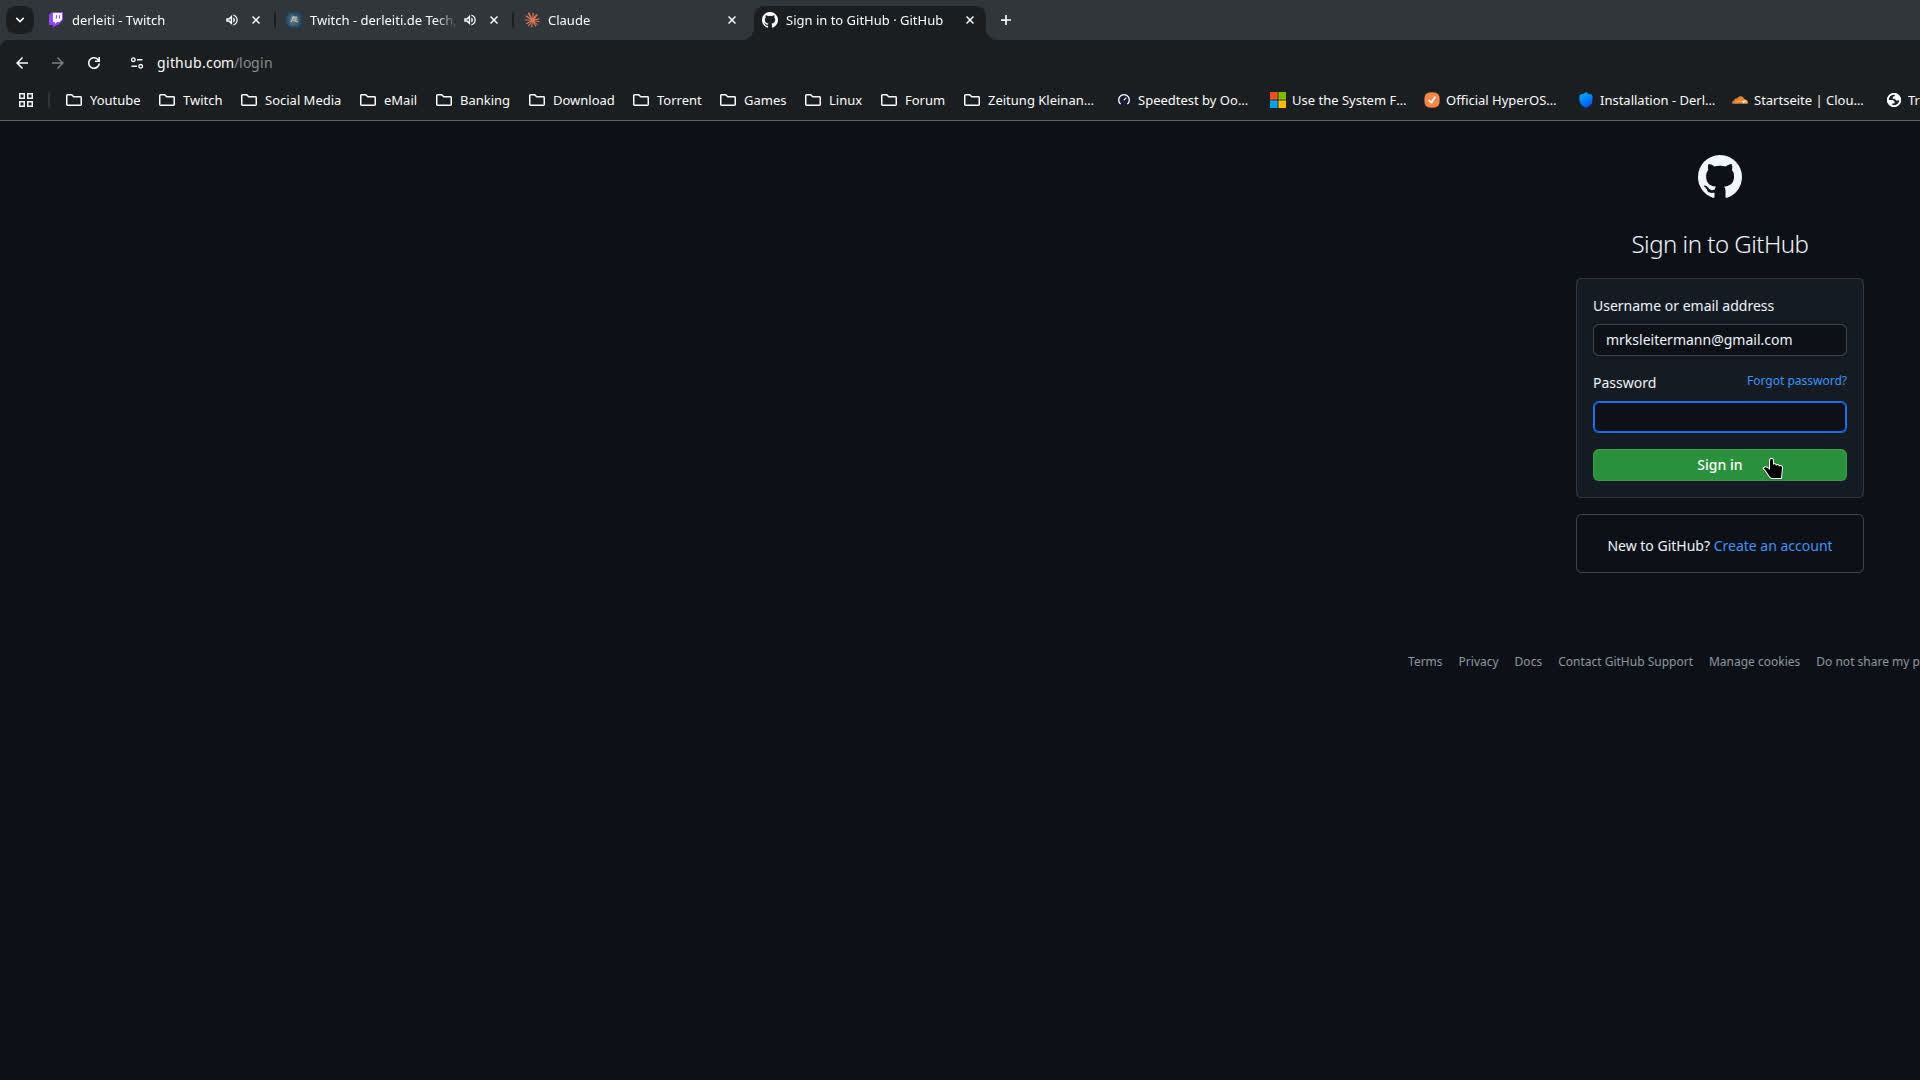 derleiti - Twitch
Twitch - derleiti.de Tech
Claude
Sign in to GitHub · GitHub
github.com/login
Youtube
Twitch
Social Media
eMail
Banking
Download
Torrent
Games
Linux
Forum
Zeitung Kleinan...
Speedtest by Oo...
Use the System F...
Official HyperOS...
Installation - Derl...
Startseite | Clou...
Tr
Sign in to GitHub
Username or email address
mrksleitermann@gmail.com
Password
Forgot password?
Sign in
New to GitHub? Create an account
Terms
Privacy
Docs
Contact GitHub Support
Manage cookies
Do not share my p